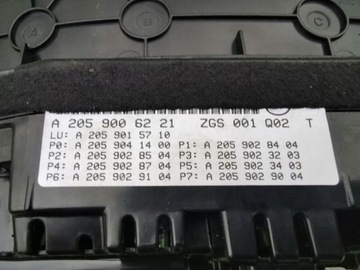 A 205 900 62 21 ZGS 001 Q02 T
LU: A 205 901 57 10
P0: A 205 904 14 00 P1: A 205 902 84 04
P2: A 205 902 85 04 P3: A 205 902 32 03
P4: A 205 902 87 04 P5: A 205 902 34 03
P6: A 205 902 91 04 P7: A 205 902 90 04